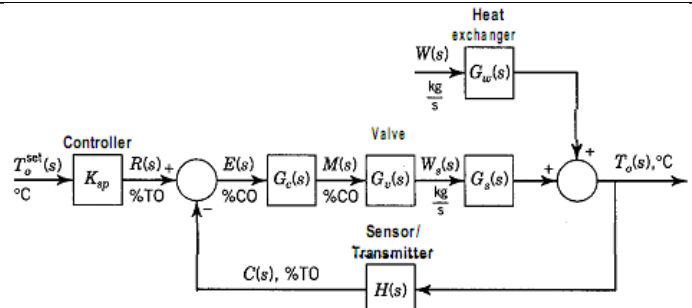 Heat
exchanger
W(s)
kg
s
G_w(s)
Controller
Valve
T_o^set(s)
°C
K_sp
R(s)
%TO
+
−
E(s)
%CO
G_c(s)
M(s)
%CO
G_v(s)
W_s(s)
kg
s
G_s(s)
+
+
T_o(s), °C
Sensor/
Transmitter
C(s), %TO
H(s)